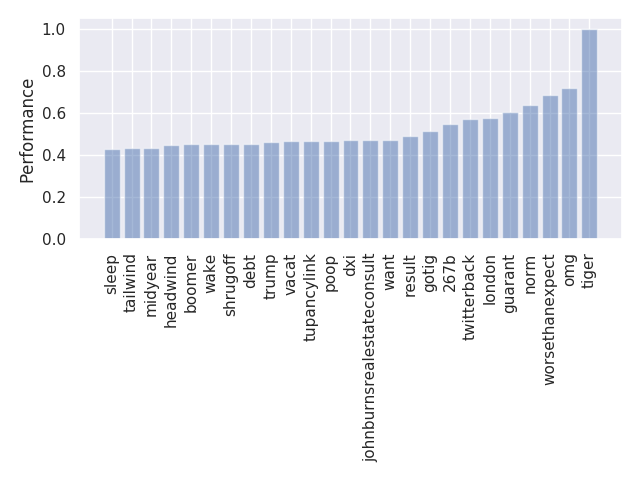 1.0
0.8
0.6
0.4
0.2
0.0
Performance
sleep
tailwind
midyear
headwind
boomer
wake
shrugoff
debt
trump
vacat
tupancylink
poop
dxi
johnburnsrealestateconsult
want
result
gotig
267b
twitterback
london
guarant
norm
worsethanexpect
omg
tiger